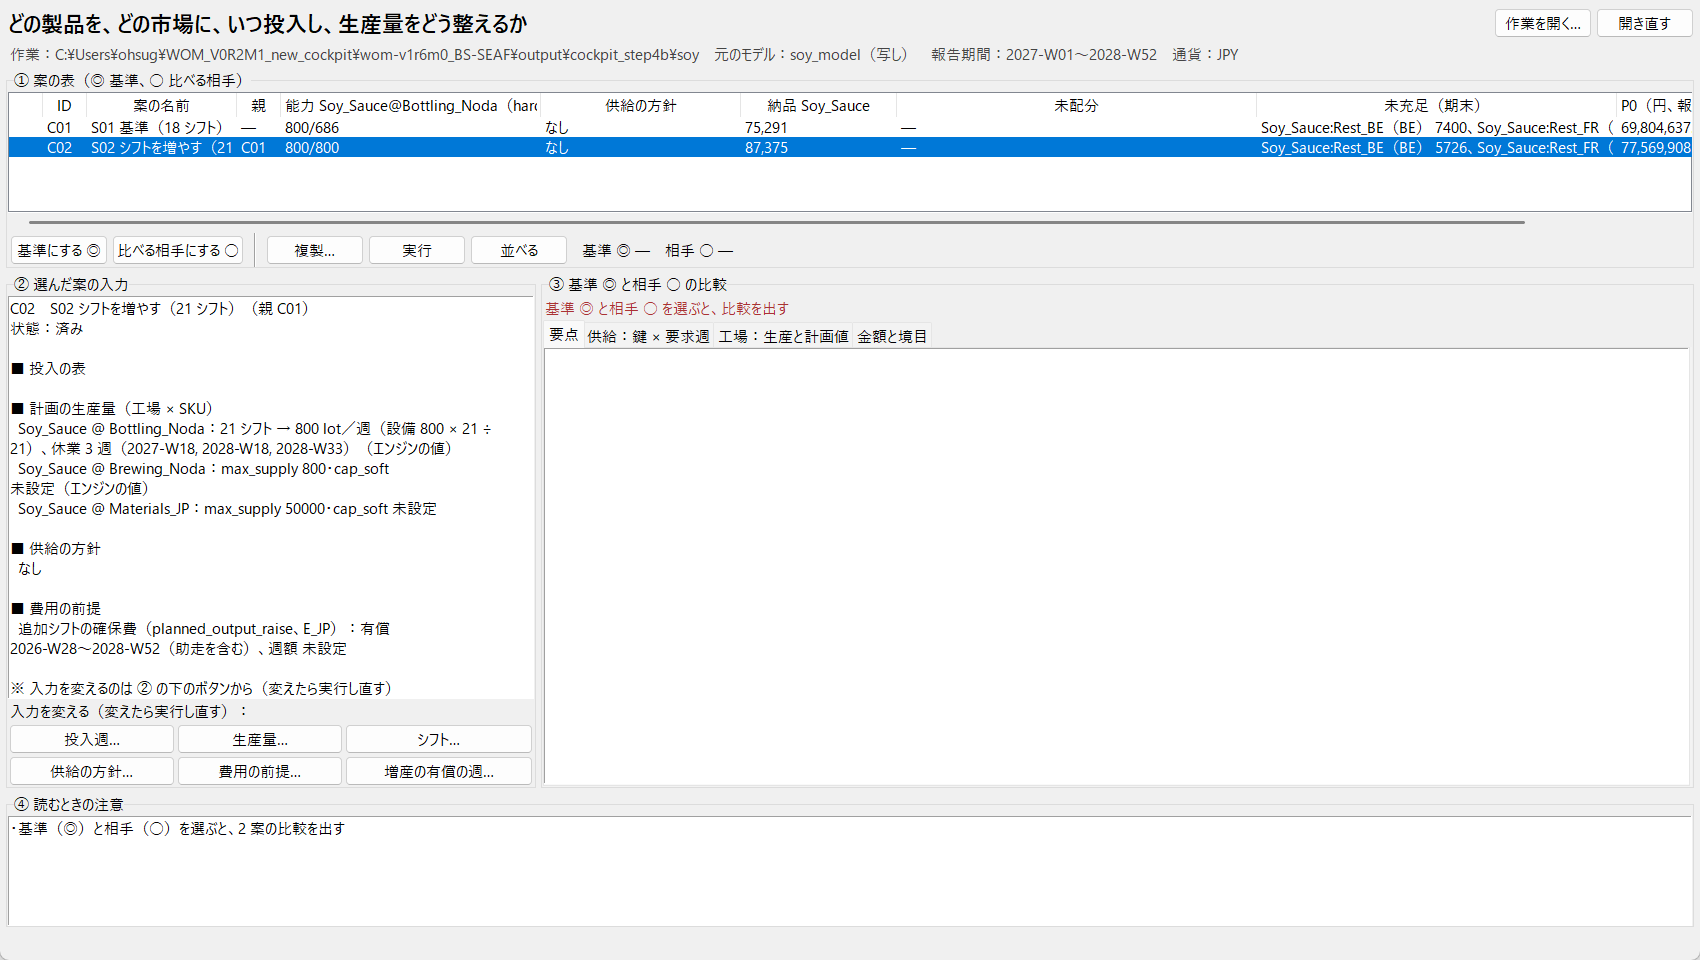 どの製品を、どの市場に、いつ投入し、生産量をどう整えるか
作業を開く...
開き直す
作業：C:¥Users¥ohsug¥WOM_V0R2M1_new_cockpit¥wom-v1r6m0_BS-SEAF¥output¥cockpit_step4b¥soy　元のモデル：soy_model（写し）　報告期間：2027-W01～2028-W52　通貨：JPY
① 案の表（◎ 基準、○ 比べる相手）
ID 案の名前 親 能力 Soy_Sauce@Bottling_Noda（hard 供給の方針 納品 Soy_Sauce 未配分 未充足（期末） P0（円、報
C01 S01 基準（18 シフト） — 800/686 なし 75,291 — Soy_Sauce:Rest_BE（BE） 7400、Soy_Sauce:Rest_FR（ 69,804,637
C02 S02 シフトを増やす（21 C01 800/800 なし 87,375 — Soy_Sauce:Rest_BE（BE） 5726、Soy_Sauce:Rest_FR（ 77,569,908
基準にする ◎
比べる相手にする ○
複製...
実行
並べる
基準 ◎ —　相手 ○ —
② 選んだ案の入力
C02　S02 シフトを増やす（21 シフト）（親 C01）
状態：済み
■ 投入の表
■ 計画の生産量（工場 × SKU）
Soy_Sauce @ Bottling_Noda：21 シフト → 800 lot／週（設備 800 × 21 ÷
21）、休業 3 週（2027-W18, 2028-W18, 2028-W33）（エンジンの値）
Soy_Sauce @ Brewing_Noda：max_supply 800・cap_soft
未設定（エンジンの値）
Soy_Sauce @ Materials_JP：max_supply 50000・cap_soft 未設定
■ 供給の方針
なし
■ 費用の前提
追加シフトの確保費（planned_output_raise、E_JP）：有償
2026-W28～2028-W52（助走を含む）、週額 未設定
※ 入力を変えるのは ② の下のボタンから（変えたら実行し直す）
入力を変える（変えたら実行し直す）：
投入週...
生産量...
シフト...
供給の方針...
費用の前提...
増産の有償の週...
③ 基準 ◎ と相手 ○ の比較
基準 ◎ と相手 ○ を選ぶと、比較を出す
要点
供給：鍵 × 要求週
工場：生産と計画値
金額と境目
④ 読むときの注意
・基準（◎）と相手（○）を選ぶと、2 案の比較を出す